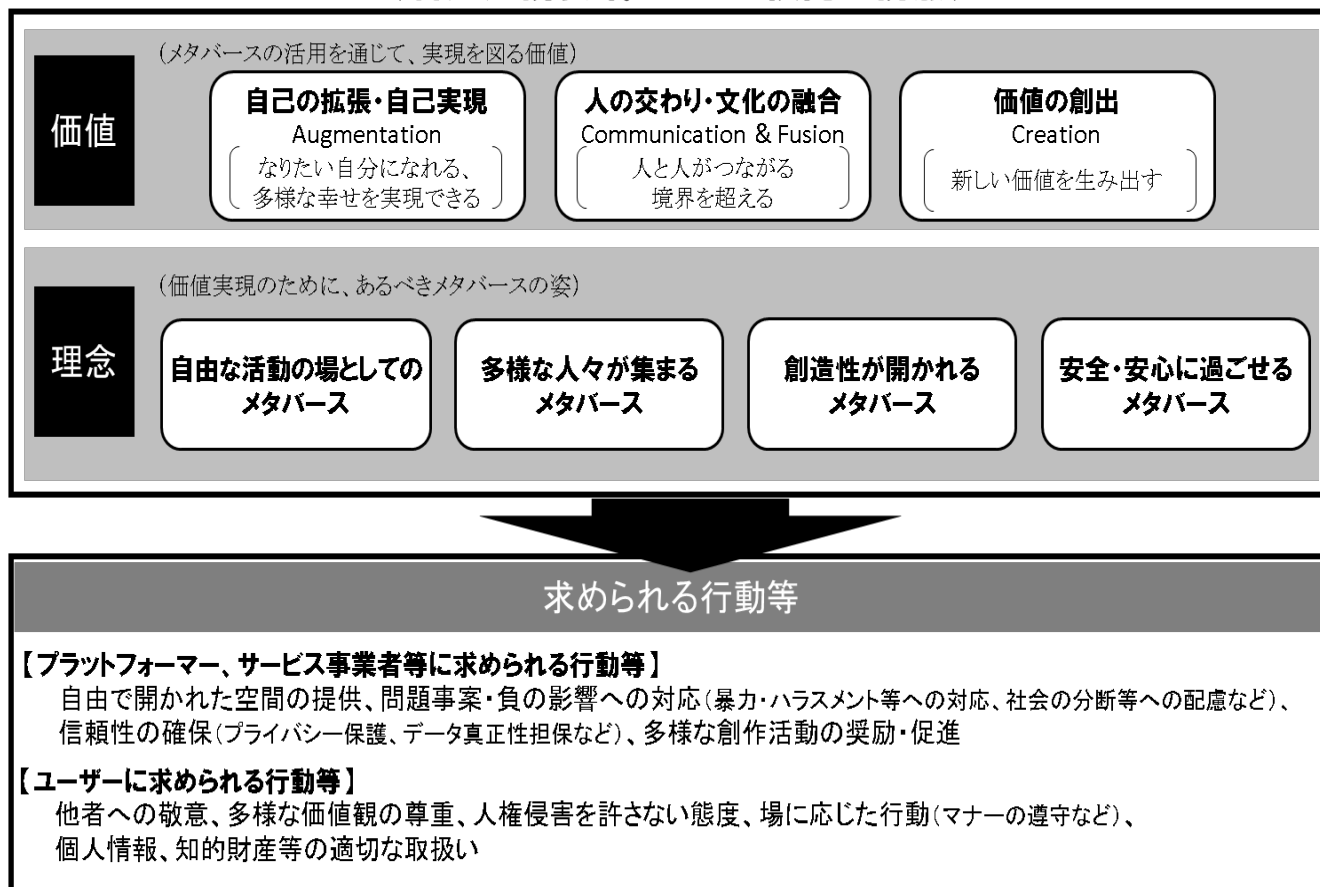 (メタバースの活用を通じて、実現を図る価値)
価値
自己の拡張・自己実現
Augmentation
なりたい自分になれる、
多様な幸せを実現できる
人の交わり・文化の融合
Communication & Fusion
人と人がつながる
境界を超える
価値の創出
Creation
新しい価値を生み出す
(価値実現のために、あるべきメタバースの姿)
理念
自由な活動の場としての
メタバース
多様な人々が集まる
メタバース
創造性が開かれる
メタバース
安全・安心に過ごせる
メタバース
求められる行動等
【プラットフォーマー、サービス事業者等に求められる行動等】
自由で開かれた空間の提供、問題事案・負の影響への対応(暴力・ハラスメント等への対応、社会の分断等への配慮など)、
信頼性の確保(プライバシー保護、データ真正性担保など)、多様な創作活動の奨励・促進
【ユーザーに求められる行動等】
他者への敬意、多様な価値観の尊重、人権侵害を許さない態度、場に応じた行動(マナーの遵守など)、
個人情報、知的財産等の適切な取扱い